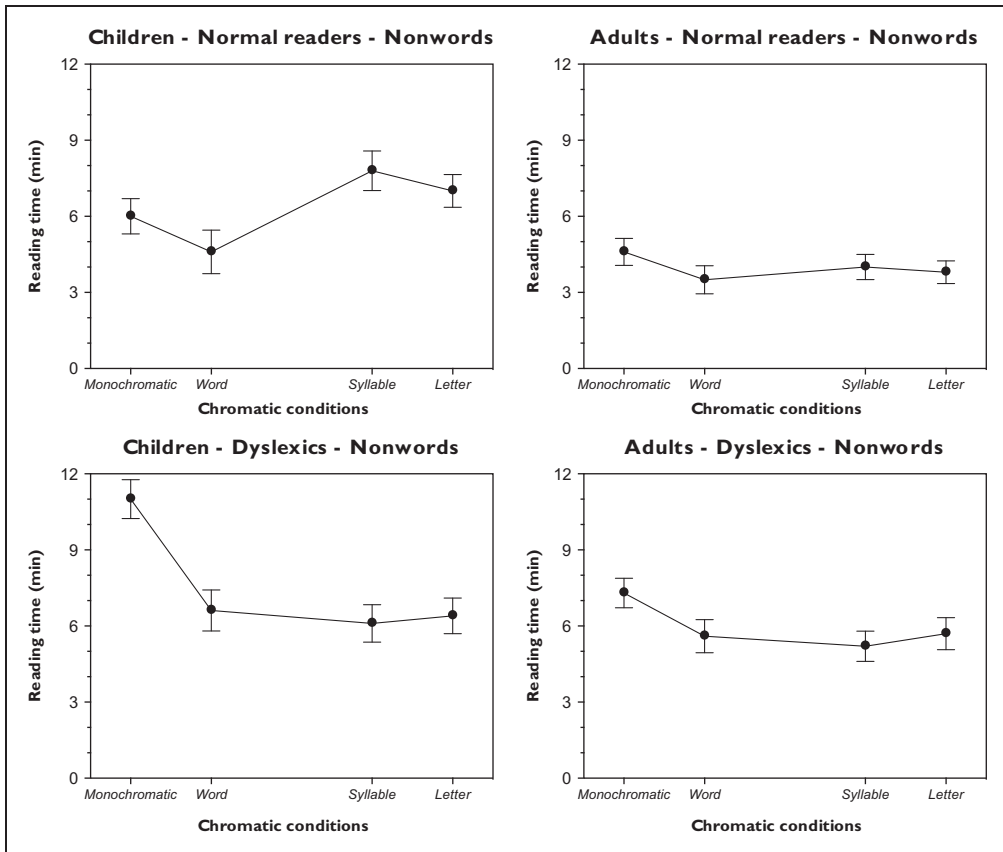 Children - Normal readers - Nonwords
12
9
6
3
0
Reading time (min)
Monochromatic Word Syllable Letter
Chromatic conditions
Adults - Normal readers - Nonwords
12
9
6
3
0
Reading time (min)
Monochromatic Word Syllable Letter
Chromatic conditions
Children - Dyslexics - Nonwords
12
9
6
3
0
Reading time (min)
Monochromatic Word Syllable Letter
Chromatic conditions
Adults - Dyslexics - Nonwords
12
9
6
3
0
Reading time (min)
Monochromatic Word Syllable Letter
Chromatic conditions